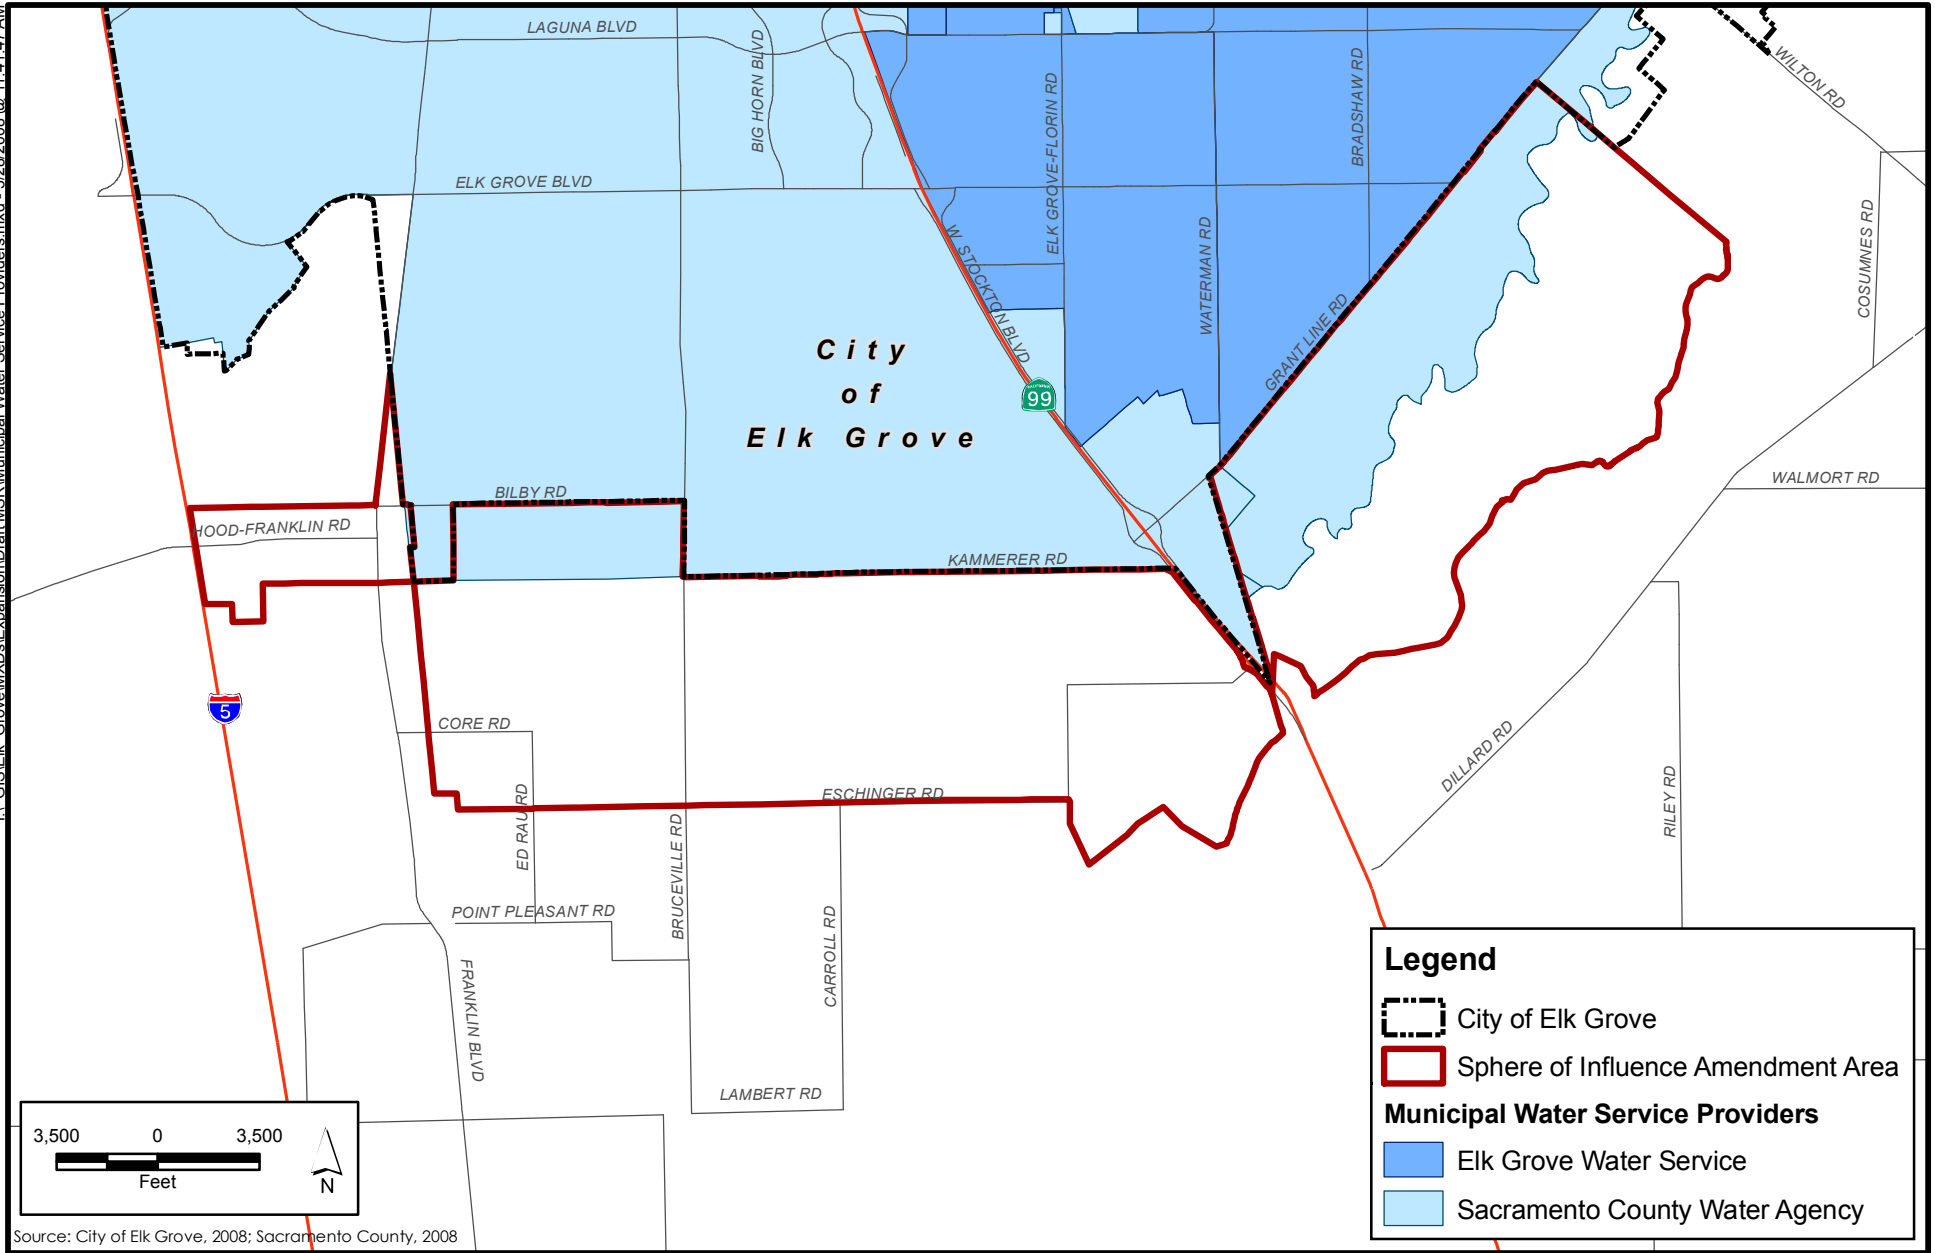 LAGUNA BLVD
BIG HORN BLVD
ELK GROVE-FLORIN RD
BRADSHAW RD
WILTON RD
ELK GROVE BLVD
W STOCKTON BLVD
WATERMAN RD
GRANT LINE RD
COSUMNES RD
City
of
Elk Grove
99
BILBY RD
WALMORT RD
HOOD-FRANKLIN RD
KAMMERER RD
5
CORE RD
DILLARD RD
ED RAU RD
ESCHINGER RD
RILEY RD
BRUCEVILLE RD
POINT PLEASANT RD
CARROLL RD
FRANKLIN BLVD
LAMBERT RD
Legend
City of Elk Grove
Sphere of Influence Amendment Area
Municipal Water Service Providers
Elk Grove Water Service
Sacramento County Water Agency
3,500 0 3,500
Feet
N
Source: City of Elk Grove, 2008; Sacramento County, 2008